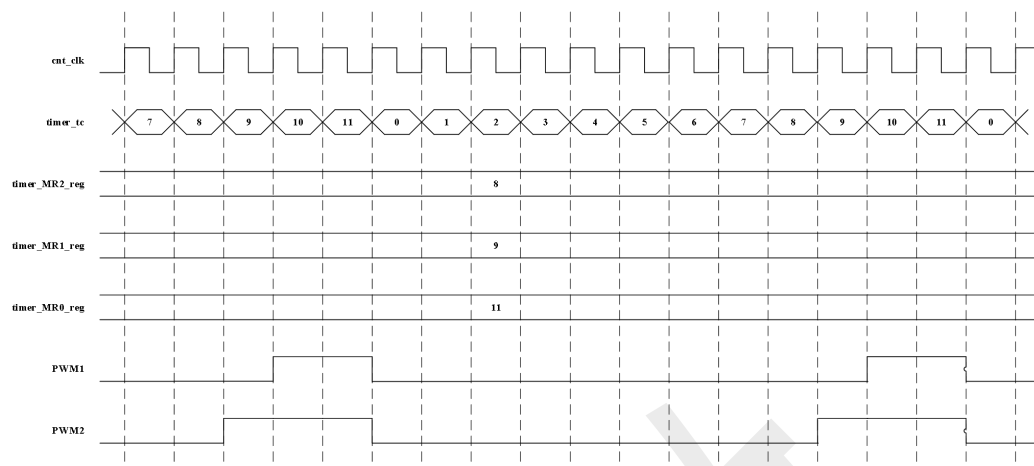 cnt_clk
timer_tc 7 8 9 10 11 0 1 2 3 4 5 6 7 8 9 10 11 0
timer_MR2_reg 8
timer_MR1_reg 9
timer_MR0_reg 11
PWM1
PWM2